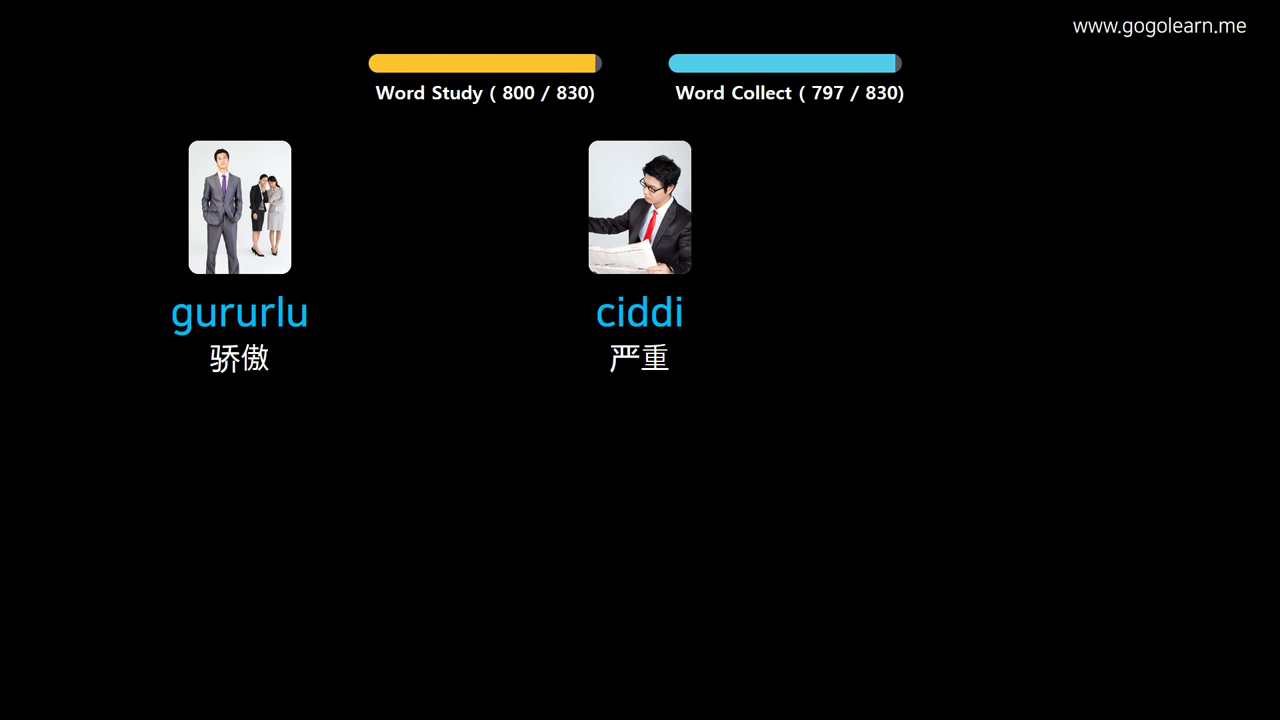 www.gogolearn.me
Word Study ( 800 / 830)
Word Collect ( 797 / 830)
gururlu
骄傲
ciddi
严重